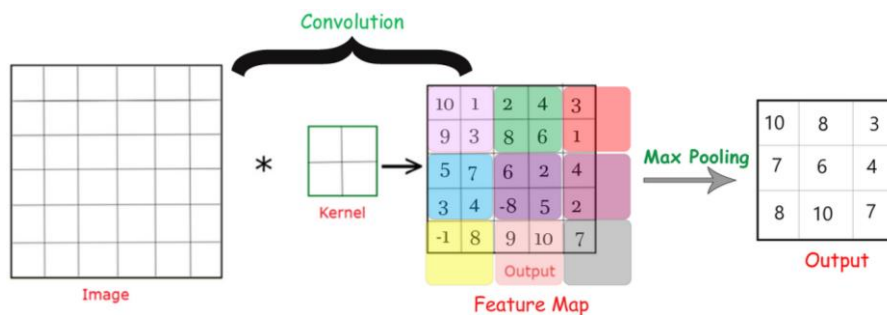 Convolution
*
10 1 2 4 3
9 3 8 6 1
5 7 6 2 4
3 4 -8 5 2
-1 8 9 10 7
Output
Feature Map
Kernel
Image
Max Pooling
10 8 3
7 6 4
8 10 7
Output